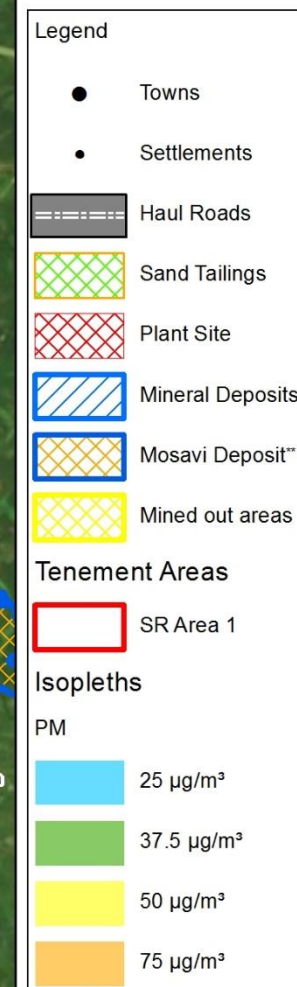 Legend
Towns
Settlements
Haul Roads
Sand Tailings
Plant Site
Mineral Deposits
Mosavi Deposit**
Mined out areas
Tenement Areas
SR Area 1
Isopleths
PM
25 µg/m³
37.5 µg/m³
50 µg/m³
75 µg/m³